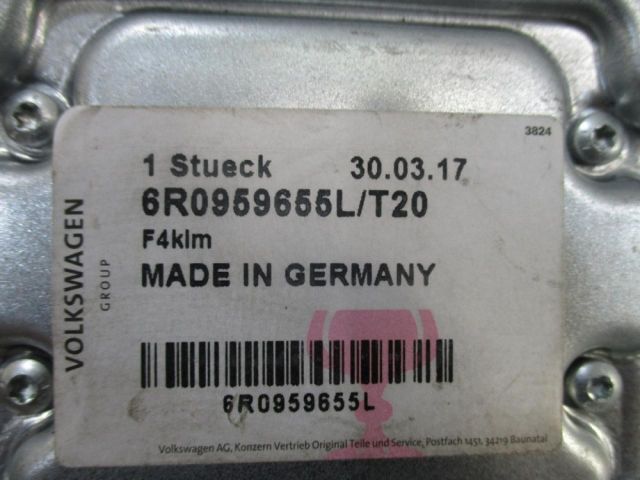 3824
1 Stueck 30.03.17
6R0959655L/T20
F4klm
MADE IN GERMANY
VOLKSWAGEN
GROUP
6R0959655L
Volkswagen AG, Konzern Vertrieb Original Teile und Service, Postfach 1451, 34219 Baunatal